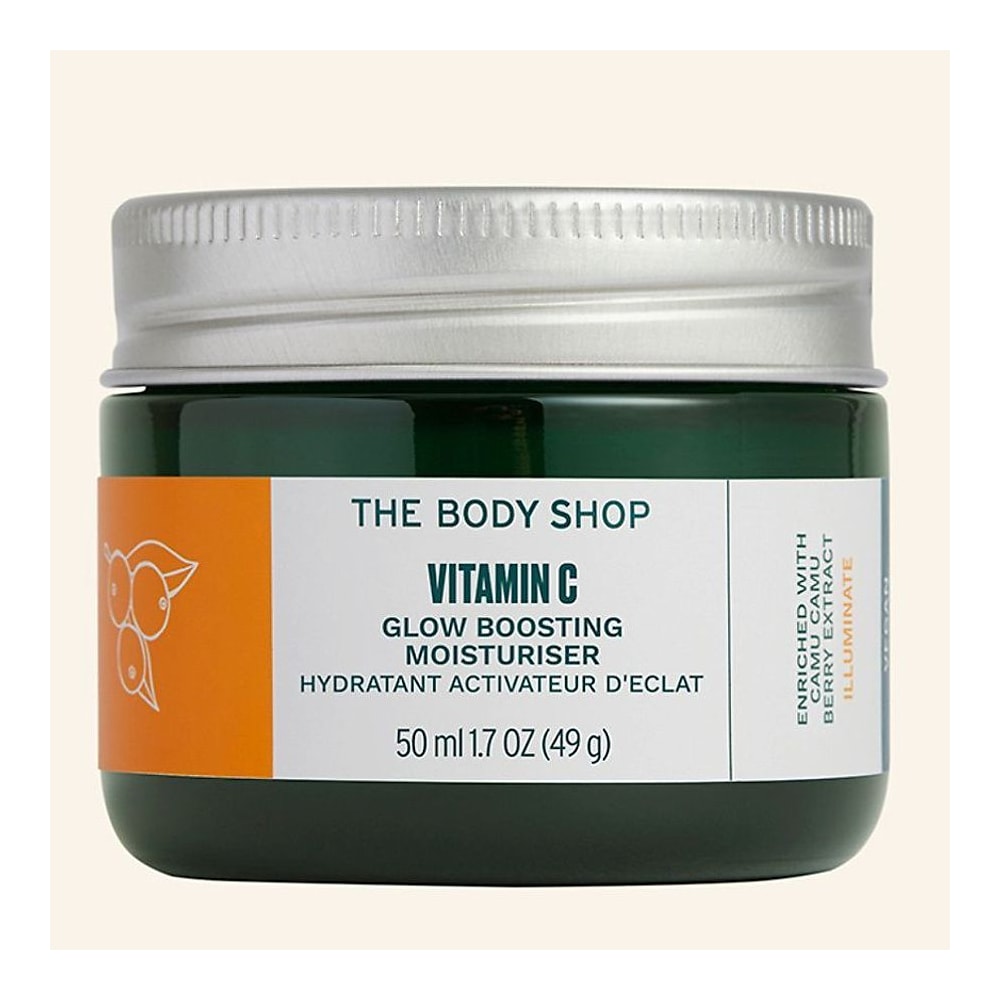 THE BODY SHOP
VITAMIN C
GLOW BOOSTING
MOISTURISER
HYDRATANT ACTIVATEUR D'ECLAT
50 ml 1.7 OZ (49 g)
ENRICHED WITH
CAMU CAMU
BERRY EXTRACT
ILLUMINATE
VEGAN